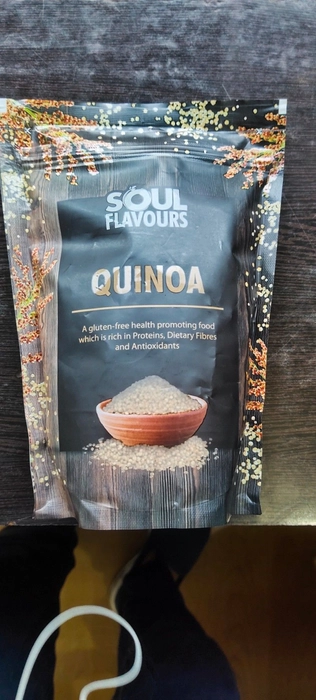 SOUL
FLAVOURS
QUINOA
A gluten-free health promoting food
which is rich in Proteins, Dietary Fibres
and Antioxidants